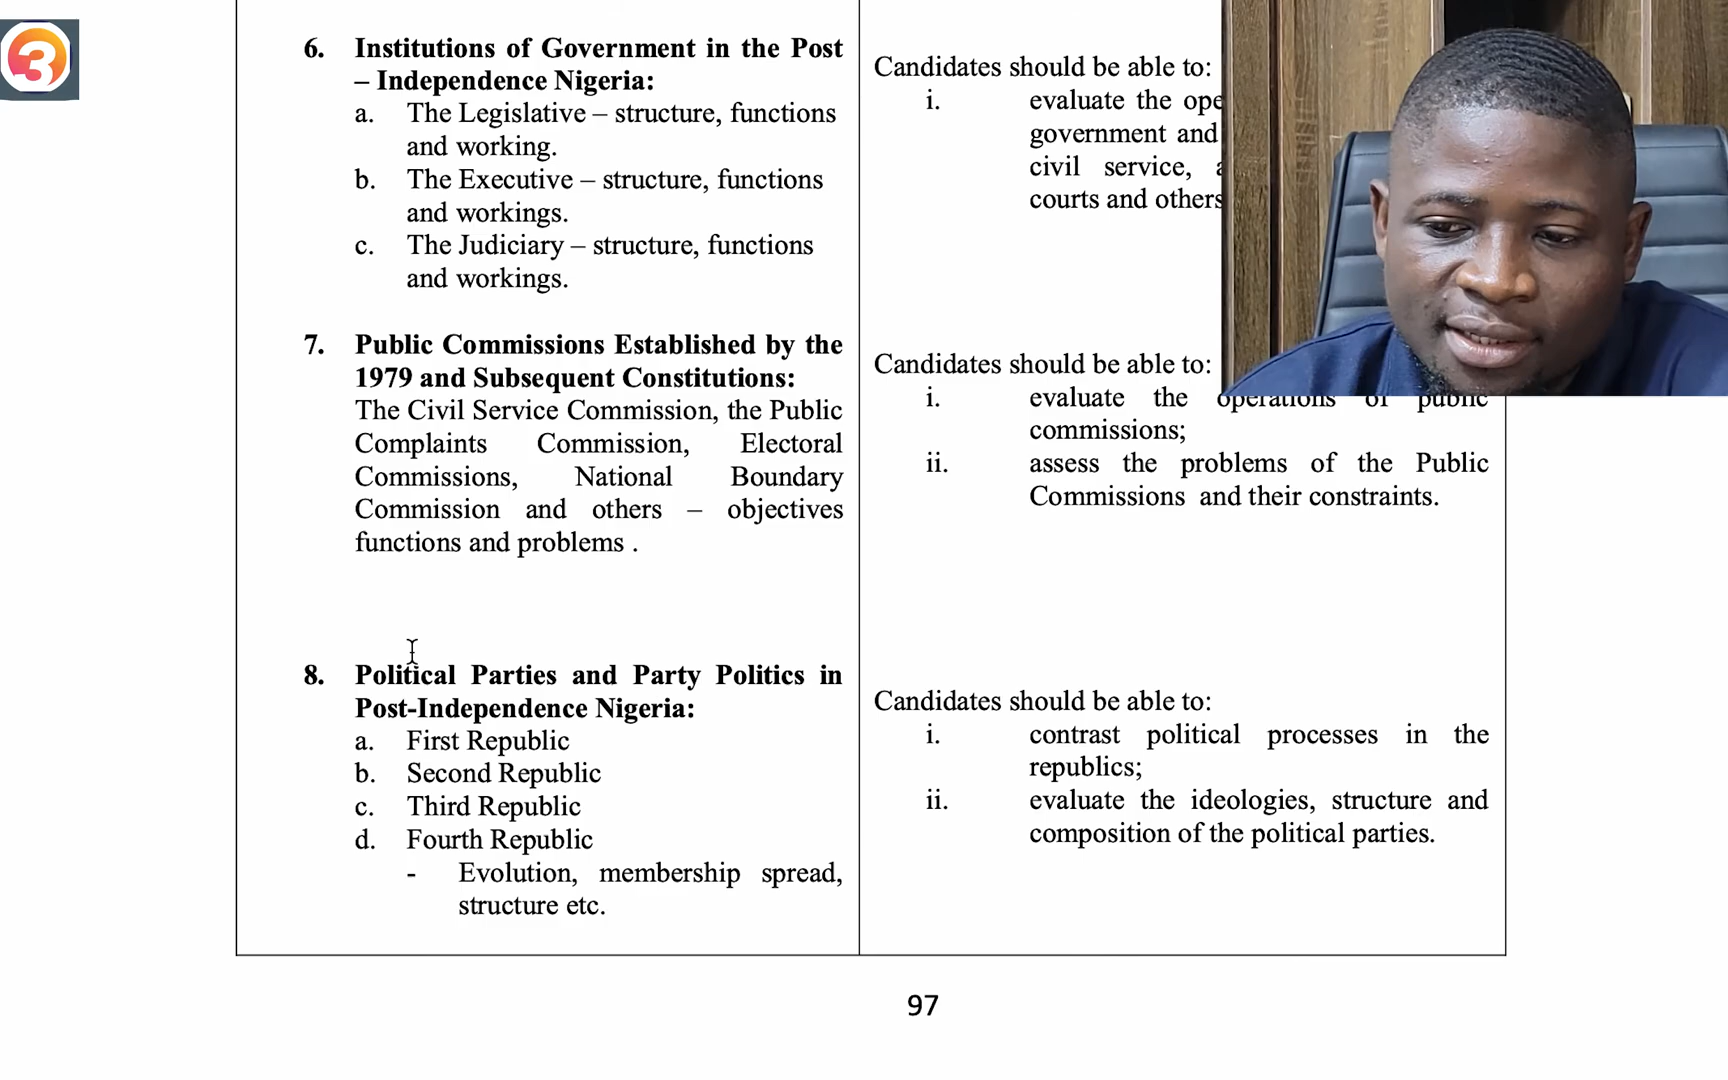 3
6. Institutions of Government in the Post
– Independence Nigeria:
a. The Legislative – structure, functions
and working.
b. The Executive – structure, functions
and workings.
c. The Judiciary – structure, functions
and workings.
Candidates should be able to:
i. evaluate the
government and
civil service,
courts and others
7. Public Commissions Established by the
1979 and Subsequent Constitutions:
The Civil Service Commission, the Public
Complaints Commission, Electoral
Commissions, National Boundary
Commission and others – objectives
functions and problems .
Candidates should be able to:
i. evaluate the operations of public
commissions;
ii. assess the problems of the Public
Commissions and their constraints.
8. Political Parties and Party Politics in
Post-Independence Nigeria:
a. First Republic
b. Second Republic
c. Third Republic
d. Fourth Republic
- Evolution, membership spread,
structure etc.
Candidates should be able to:
i. contrast political processes in the
republics;
ii. evaluate the ideologies, structure and
composition of the political parties.
97